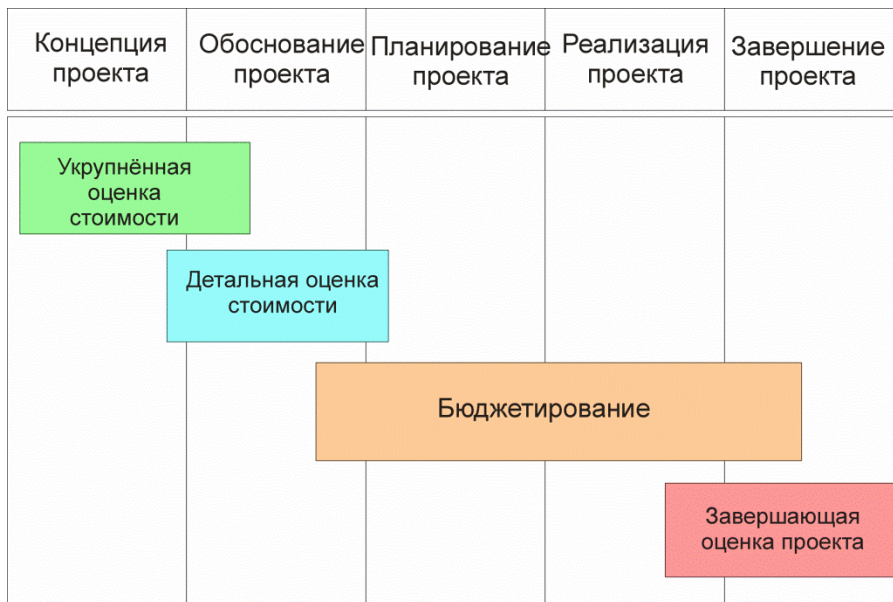 Концепция
проекта
Обоснование
проекта
Планирование
проекта
Реализация
проекта
Завершение
проекта
Укрупнённая
оценка
стоимости
Детальная оценка
стоимости
Бюджетирование
Завершающая
оценка проекта